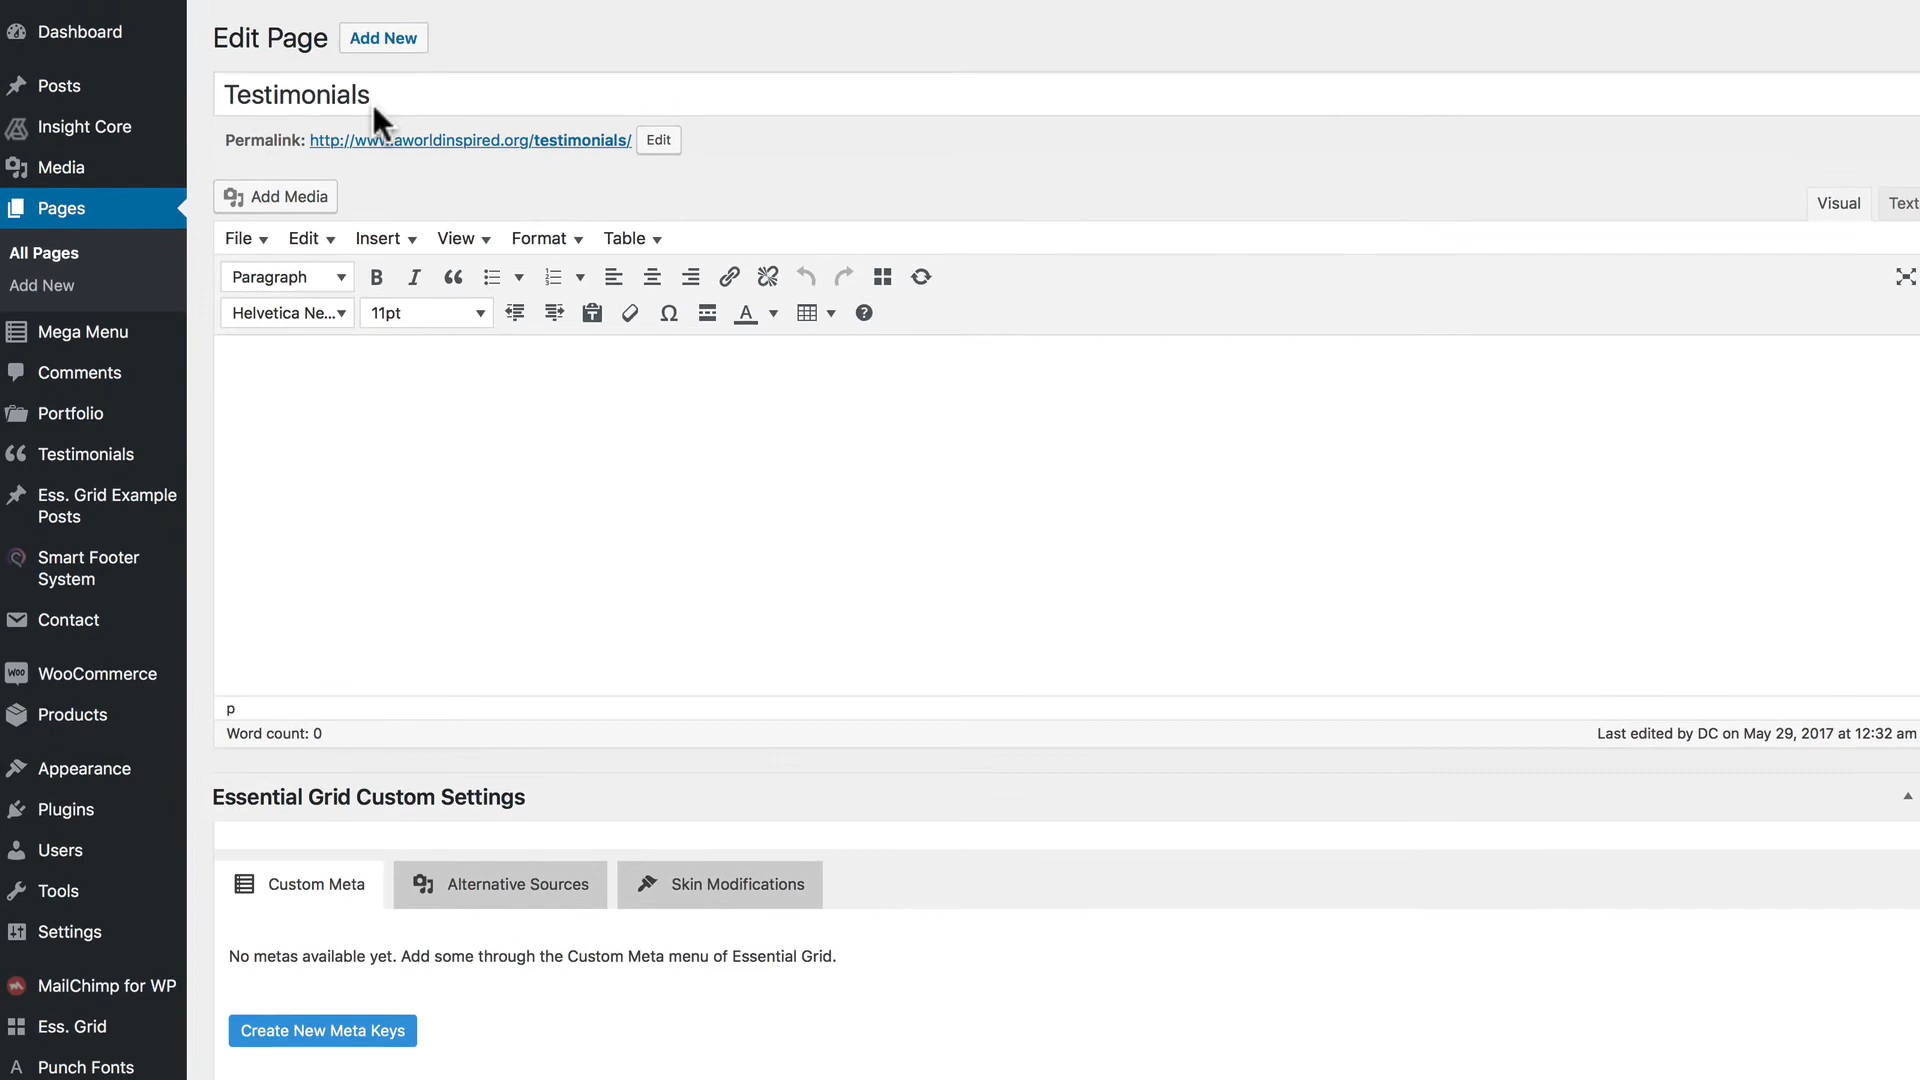 Dashboard
Posts
Insight Core
Media
Pages
All Pages
Add New
Mega Menu
Comments
Portfolio
Testimonials
Ess. Grid Example
Posts
Smart Footer
System
Contact
WooCommerce
Products
Appearance
Plugins
Users
Tools
Settings
MailChimp for WP
Ess. Grid
Punch Fonts
Edit Page Add New
Testimonials
Permalink: http://www.aworldinspired.org/testimonials/ Edit
Add Media
Visual Text
File Edit Insert View Format Table
Paragraph
Helvetica Ne... 11pt
p
Word count: 0 Last edited by DC on May 29, 2017 at 12:32 am
Essential Grid Custom Settings
Custom Meta Alternative Sources Skin Modifications
No metas available yet. Add some through the Custom Meta menu of Essential Grid.
Create New Meta Keys